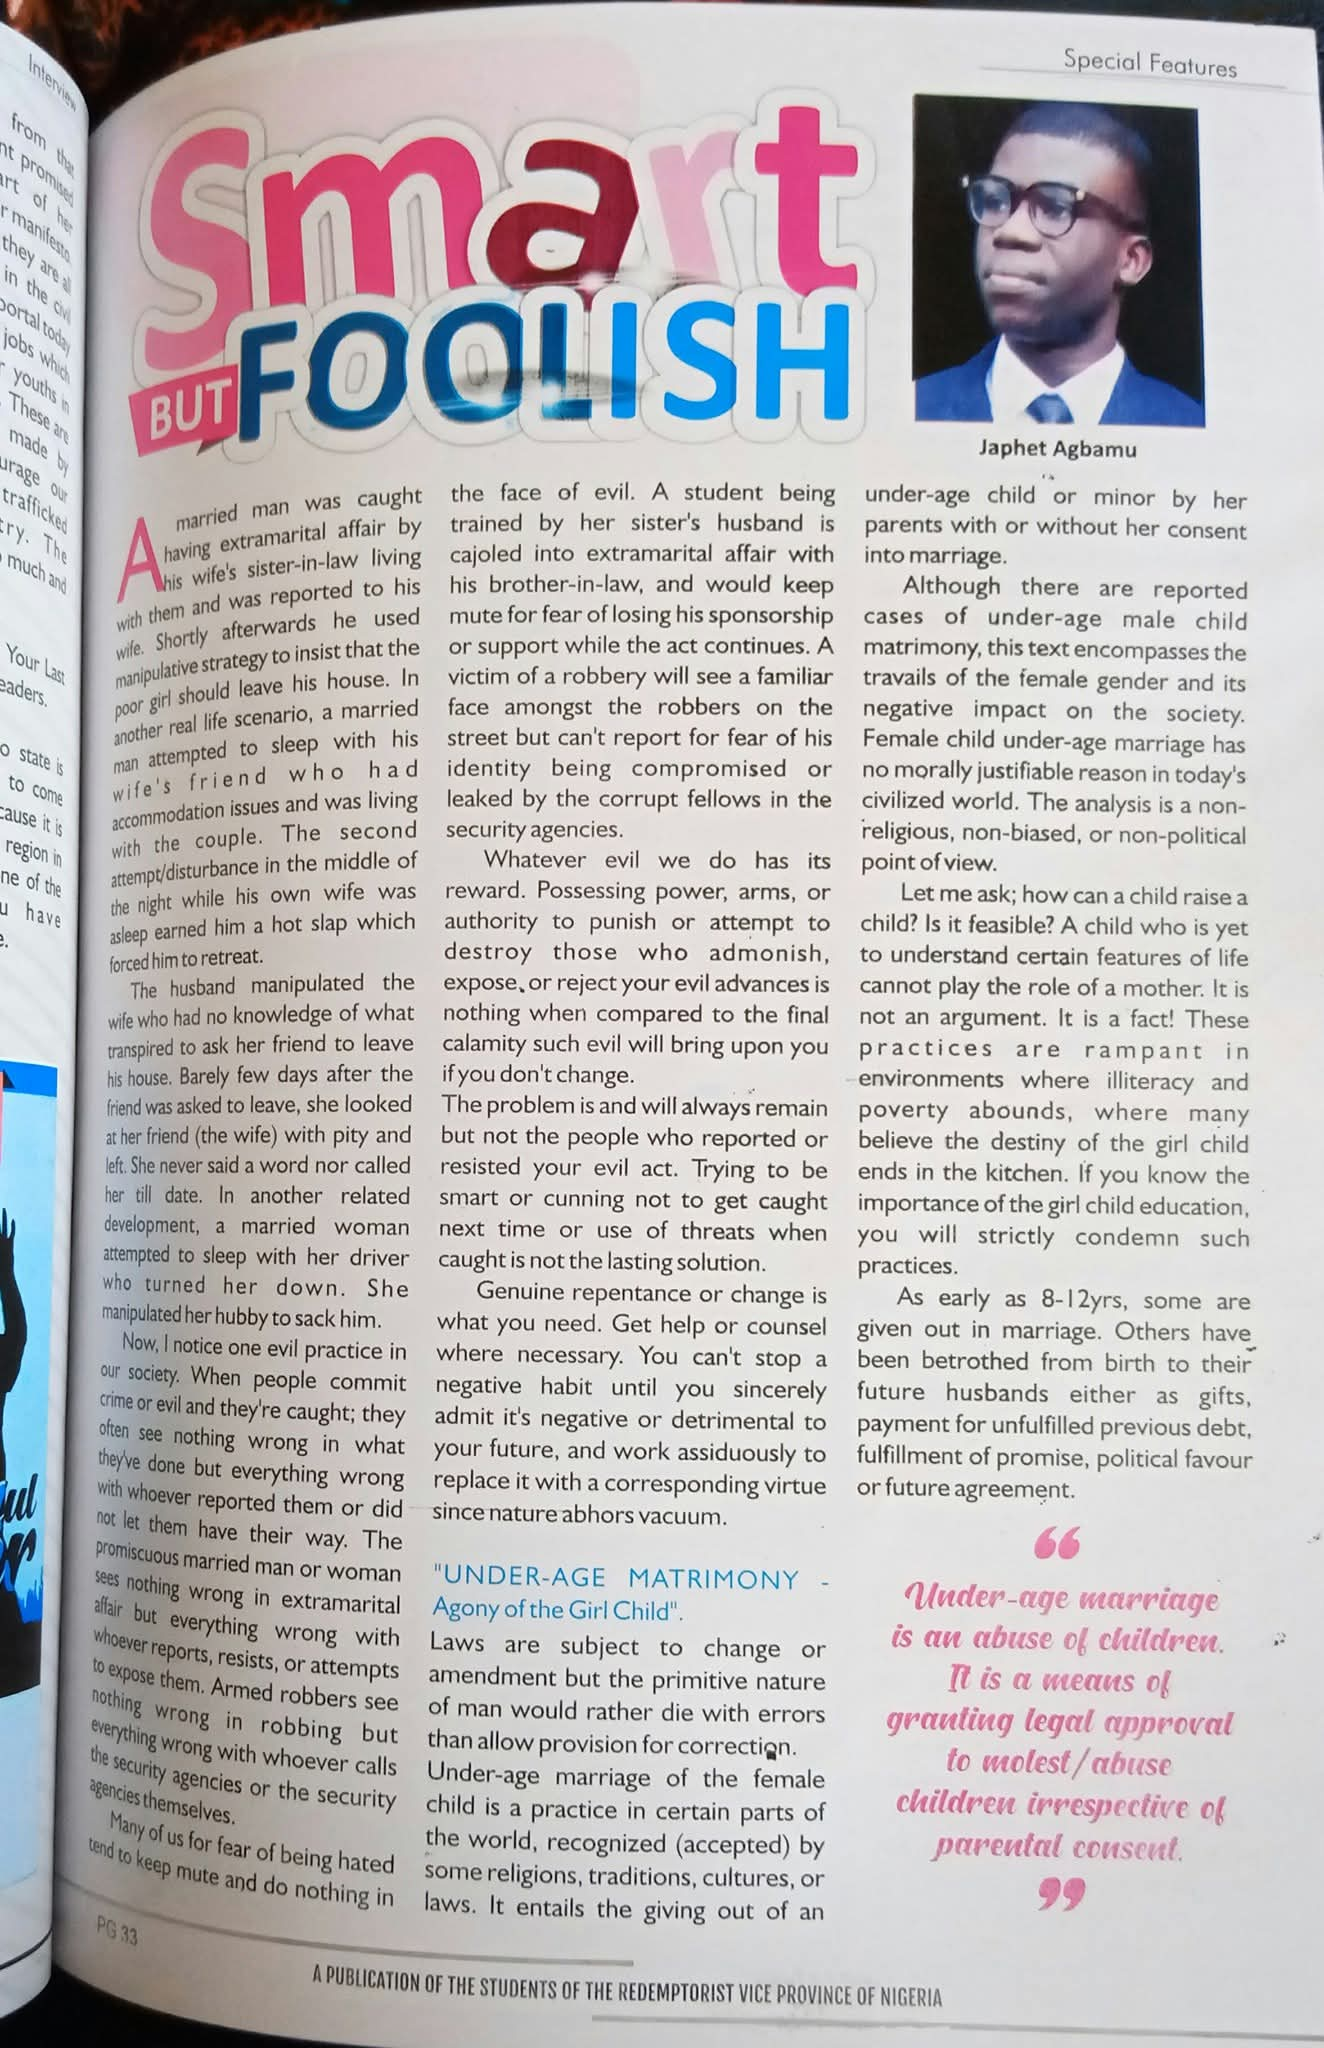 Interview
from that
nt promised
art of her
r manifesto.
they are all
in the civil
portal today
jobs which
r youths in
. These are
made by
urage our
trafficked
try. The
o much and
Your Last
eaders.
o state is
to come
cause it is
region in
ne of the
u have
e.
Special Features
Smart
BUT FOOLISH
Japhet Agbamu
A married man was caught
having extramarital affair by
his wife's sister-in-law living
with them and was reported to his
wife. Shortly afterwards he used
manipulative strategy to insist that the
poor girl should leave his house. In
another real life scenario, a married
man attempted to sleep with his
wife's friend who had
accommodation issues and was living
with the couple. The second
attempt/disturbance in the middle of
the night while his own wife was
asleep earned him a hot slap which
forced him to retreat.
The husband manipulated the
wife who had no knowledge of what
transpired to ask her friend to leave
his house. Barely few days after the
friend was asked to leave, she looked
at her friend (the wife) with pity and
left. She never said a word nor called
her till date. In another related
development, a married woman
attempted to sleep with her driver
who turned her down. She
manipulated her hubby to sack him.
Now, I notice one evil practice in
our society. When people commit
crime or evil and they're caught; they
often see nothing wrong in what
they've done but everything wrong
with whoever reported them or did
not let them have their way. The
promiscuous married man or woman
sees nothing wrong in extramarital
affair but everything wrong with
whoever reports, resists, or attempts
to expose them. Armed robbers see
nothing wrong in robbing but
everything wrong with whoever calls
the security agencies or the security
agencies themselves.
Many of us for fear of being hated
tend to keep mute and do nothing in
the face of evil. A student being
trained by her sister's husband is
cajoled into extramarital affair with
his brother-in-law, and would keep
mute for fear of losing his sponsorship
or support while the act continues. A
victim of a robbery will see a familiar
face amongst the robbers on the
street but can't report for fear of his
identity being compromised or
leaked by the corrupt fellows in the
security agencies.
Whatever evil we do has its
reward. Possessing power, arms, or
authority to punish or attempt to
destroy those who admonish,
expose, or reject your evil advances is
nothing when compared to the final
calamity such evil will bring upon you
if you don't change.
The problem is and will always remain
but not the people who reported or
resisted your evil act. Trying to be
smart or cunning not to get caught
next time or use of threats when
caught is not the lasting solution.
Genuine repentance or change is
what you need. Get help or counsel
where necessary. You can't stop a
negative habit until you sincerely
admit it's negative or detrimental to
your future, and work assiduously to
replace it with a corresponding virtue
since nature abhors vacuum.
"UNDER-AGE MATRIMONY -
Agony of the Girl Child".
Laws are subject to change or
amendment but the primitive nature
of man would rather die with errors
than allow provision for correction.
Under-age marriage of the female
child is a practice in certain parts of
the world, recognized (accepted) by
some religions, traditions, cultures, or
laws. It entails the giving out of an
under-age child or minor by her
parents with or without her consent
into marriage.
Although there are reported
cases of under-age male child
matrimony, this text encompasses the
travails of the female gender and its
negative impact on the society.
Female child under-age marriage has
no morally justifiable reason in today's
civilized world. The analysis is a non-
religious, non-biased, or non-political
point of view.
Let me ask; how can a child raise a
child? Is it feasible? A child who is yet
to understand certain features of life
cannot play the role of a mother. It is
not an argument. It is a fact! These
practices are rampant in
environments where illiteracy and
poverty abounds, where many
believe the destiny of the girl child
ends in the kitchen. If you know the
importance of the girl child education,
you will strictly condemn such
practices.
As early as 8-12yrs, some are
given out in marriage. Others have
been betrothed from birth to their
future husbands either as gifts,
payment for unfulfilled previous debt,
fulfillment of promise, political favour
or future agreement.
“
Under-age marriage
is an abuse of children.
It is a means of
granting legal approval
to molest/abuse
children irrespective of
parental consent.
”
PG 33
A PUBLICATION OF THE STUDENTS OF THE REDEMPTORIST VICE PROVINCE OF NIGERIA